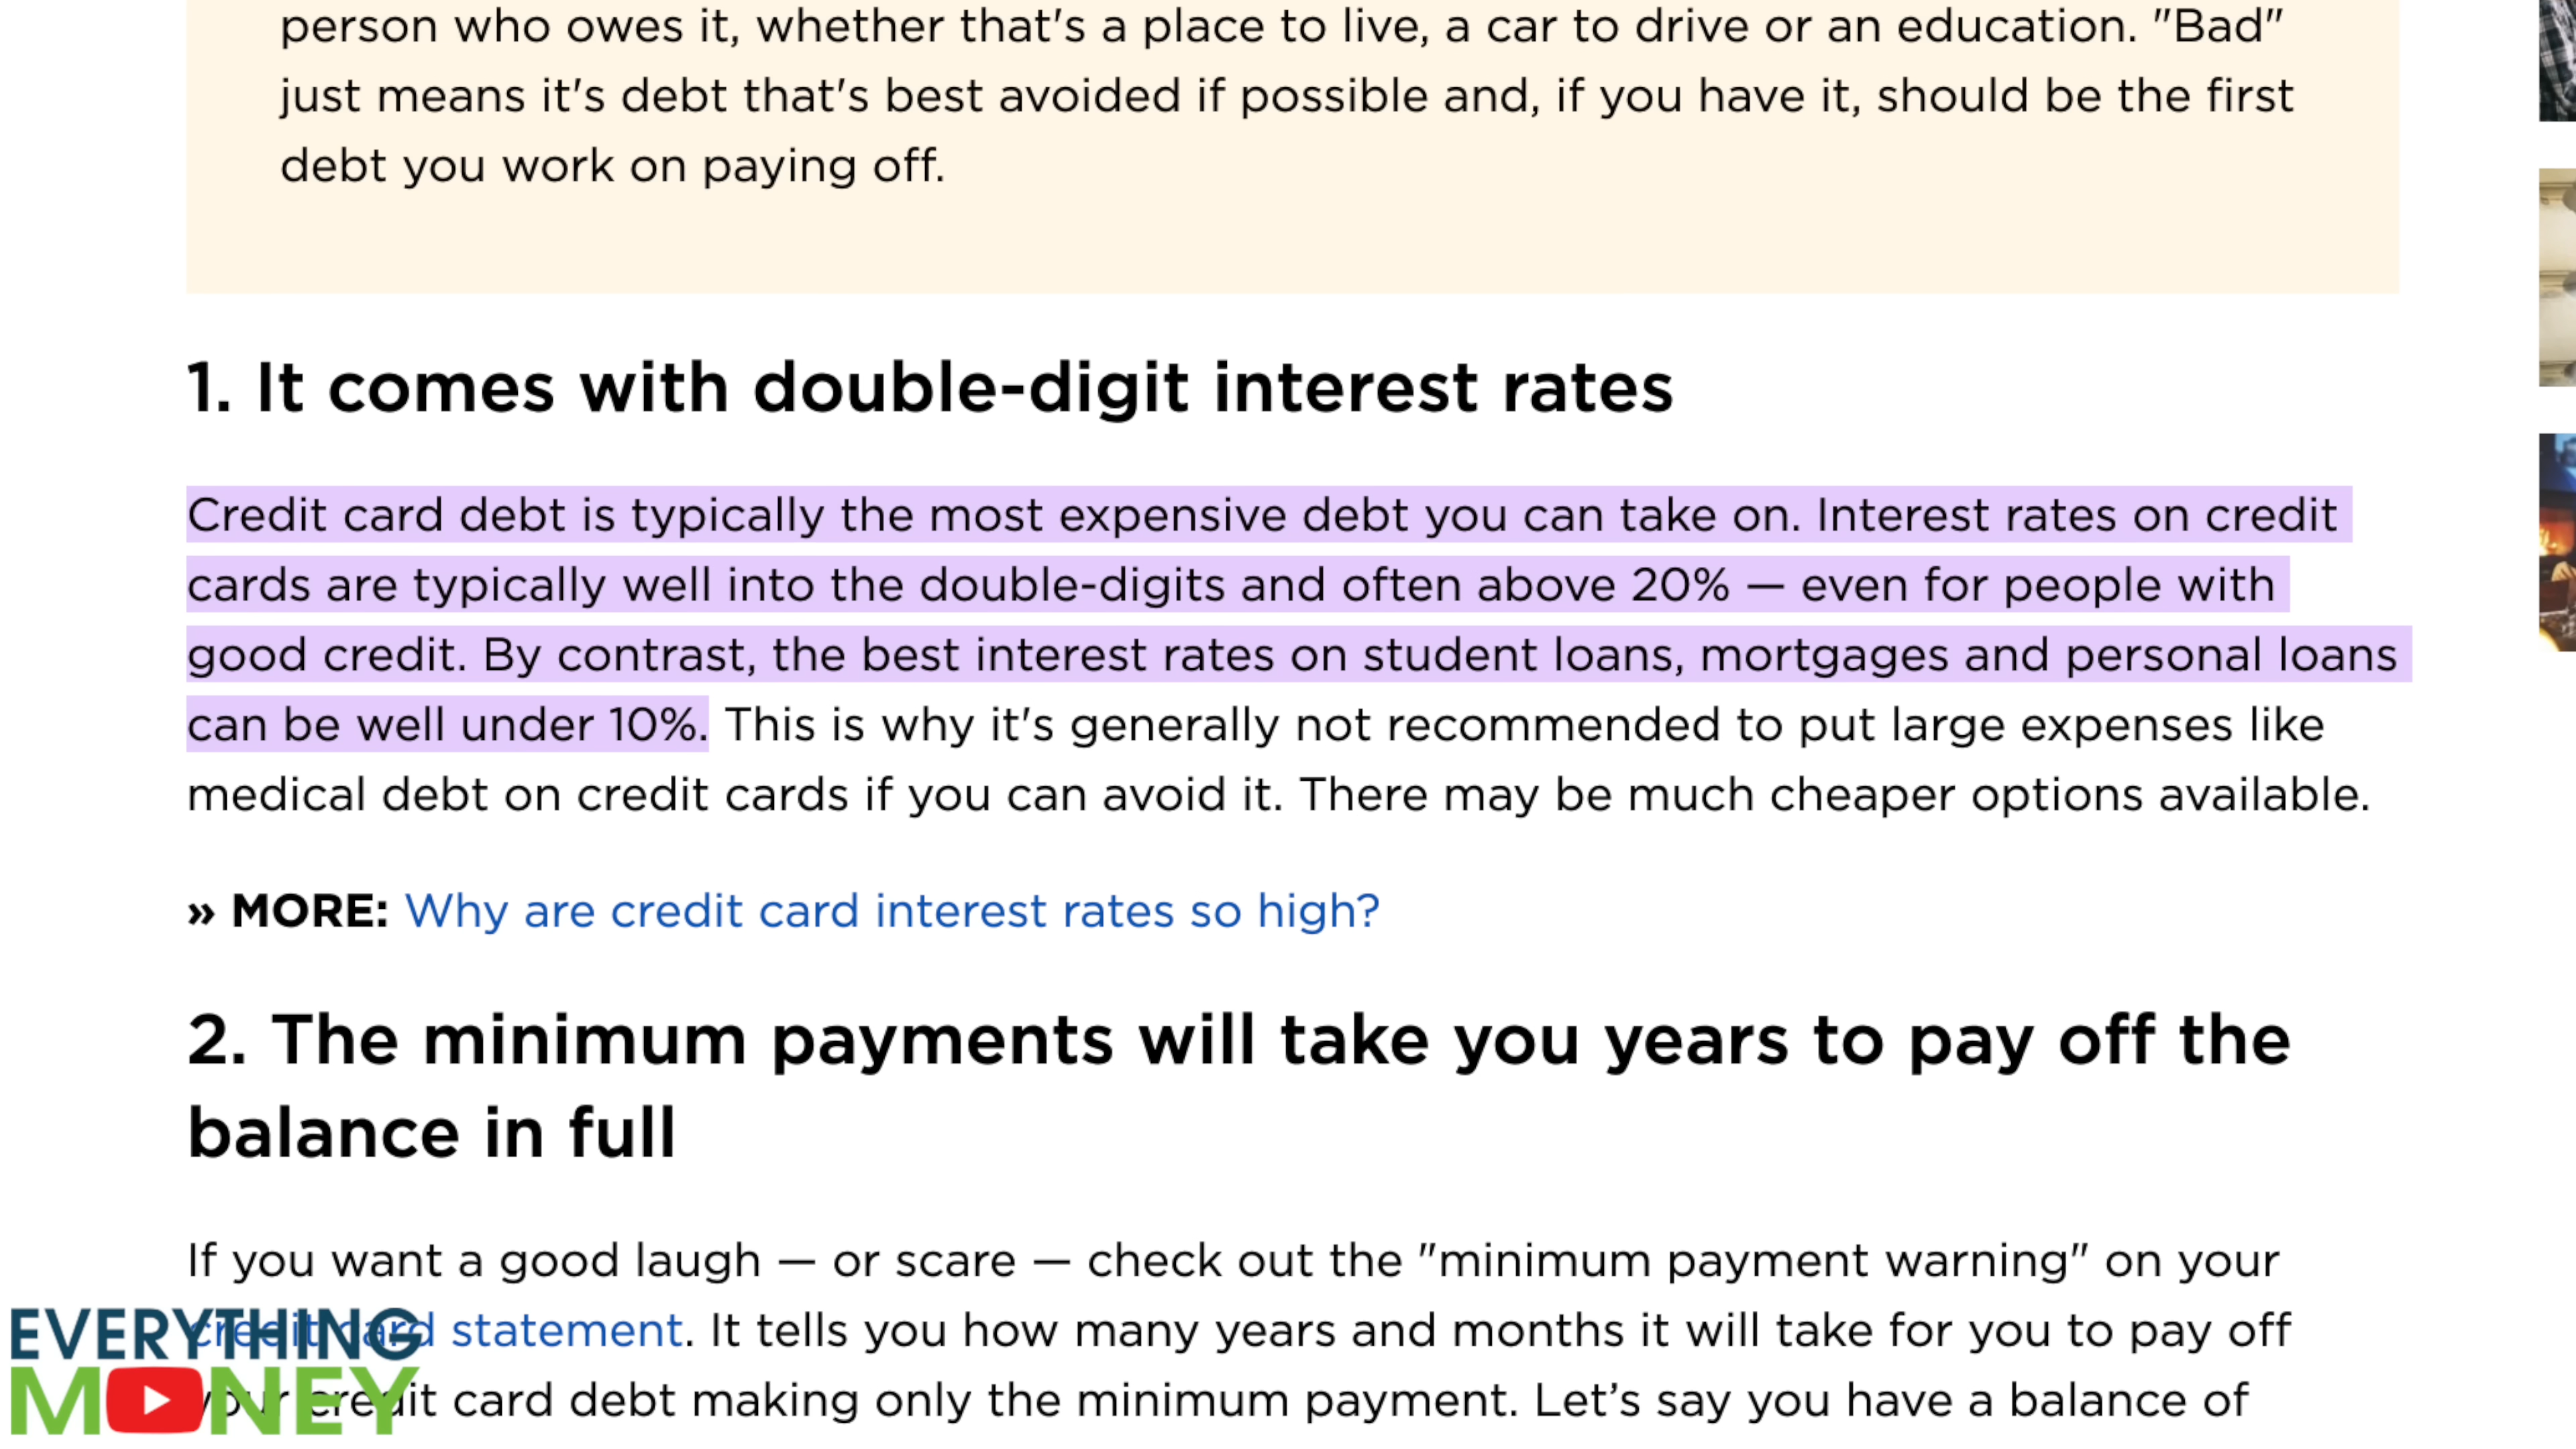 person who owes it, whether that's a place to live, a car to drive or an education. "Bad"
just means it's debt that's best avoided if possible and, if you have it, should be the first
debt you work on paying off.
1. It comes with double-digit interest rates
Credit card debt is typically the most expensive debt you can take on. Interest rates on credit
cards are typically well into the double-digits and often above 20% — even for people with
good credit. By contrast, the best interest rates on student loans, mortgages and personal loans
can be well under 10%. This is why it's generally not recommended to put large expenses like
medical debt on credit cards if you can avoid it. There may be much cheaper options available.
» MORE: Why are credit card interest rates so high?
2. The minimum payments will take you years to pay off the
balance in full
If you want a good laugh — or scare — check out the "minimum payment warning" on your
credit card statement. It tells you how many years and months it will take for you to pay off
your credit card debt making only the minimum payment. Let’s say you have a balance of
EVERYTHING
MONEY